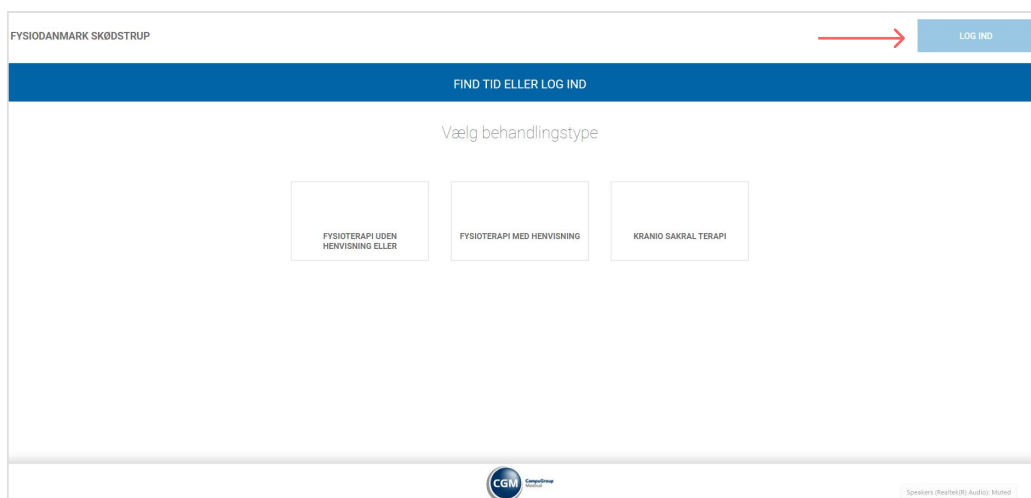 FYSIODANMARK SKØDSTRUP
LOG IND
FIND TID ELLER LOG IND
Vælg behandlingstype
FYSIOTERAPI UDEN
HENVISNING ELLER
FYSIOTERAPI MED HENVISNING
KRANIO SAKRAL TERAPI
CGM
CompuGroup
Medical
Speakers (Realtek(R) Audio): Muted